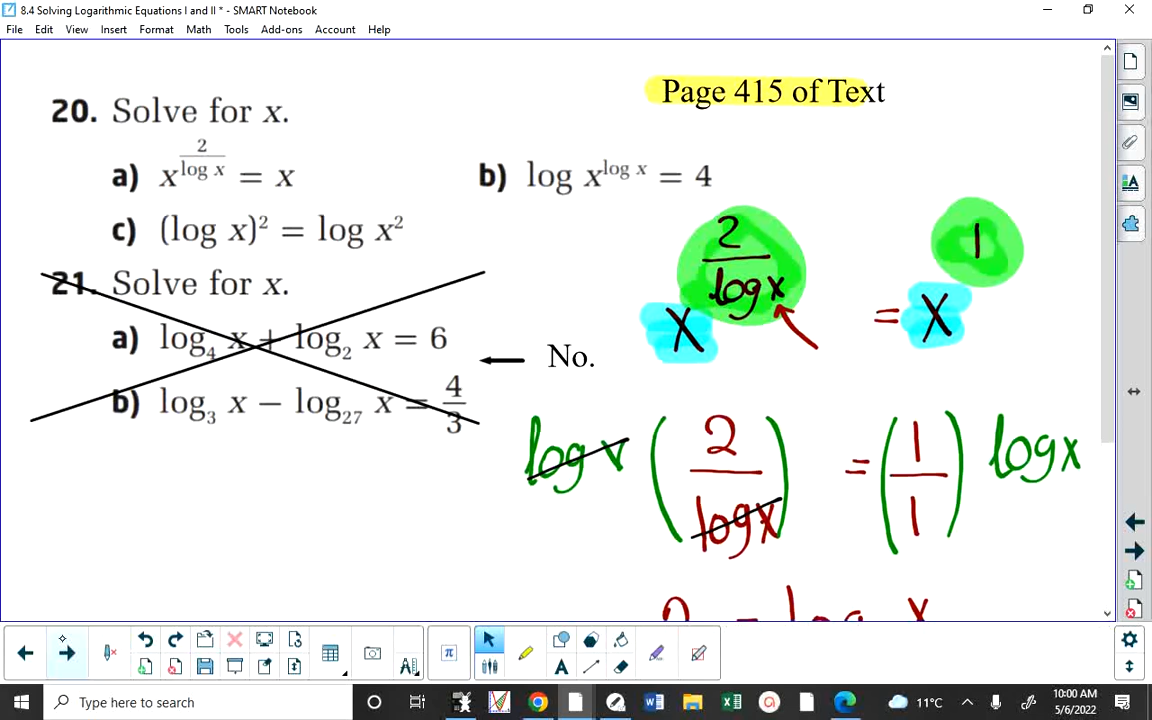 8.4 Solving Logarithmic Equations I and II * - SMART Notebook
File Edit View Insert Format Math Tools Add-ons Account Help
Page 415 of Text
20. Solve for x.
a) x^(2/log x) = x
b) log x^(log x) = 4
c) (log x)² = log x²
21. Solve for x.
a) log₄ x + log₂ x = 6
b) log₃ x − log₂₇ x = 4/3
← No.
x^(2/log x) = x^1
log x (2/log x) = (1/1) log x
2 = log x
π
A
Type here to search
11°C
10:00 AM
5/6/2022